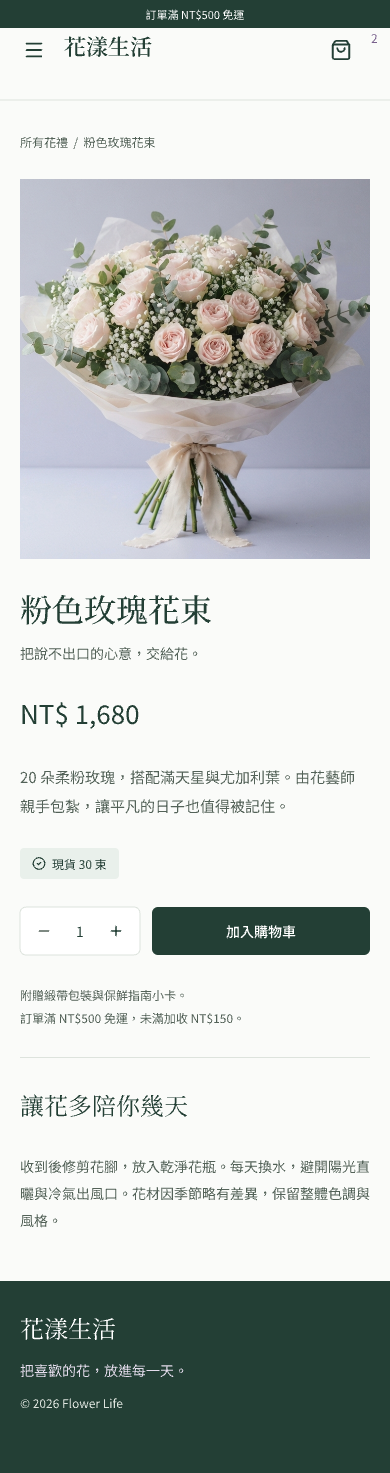 訂單滿 NT$500 免運
花漾生活
2
所有花禮 / 粉色玫瑰花束
粉色玫瑰花束
把說不出口的心意，交給花。
NT$ 1,680
20 朵柔粉玫瑰，搭配滿天星與尤加利葉。由花藝師
親手包紮，讓平凡的日子也值得被記住。
現貨 30 束
1
加入購物車
附贈緞帶包裝與保鮮指南小卡。
訂單滿 NT$500 免運，未滿加收 NT$150。
讓花多陪你幾天
收到後修剪花腳，放入乾淨花瓶。每天換水，避開陽光直
曬與冷氣出風口。花材因季節略有差異，保留整體色調與
風格。
花漾生活
把喜歡的花，放進每一天。
© 2026 Flower Life